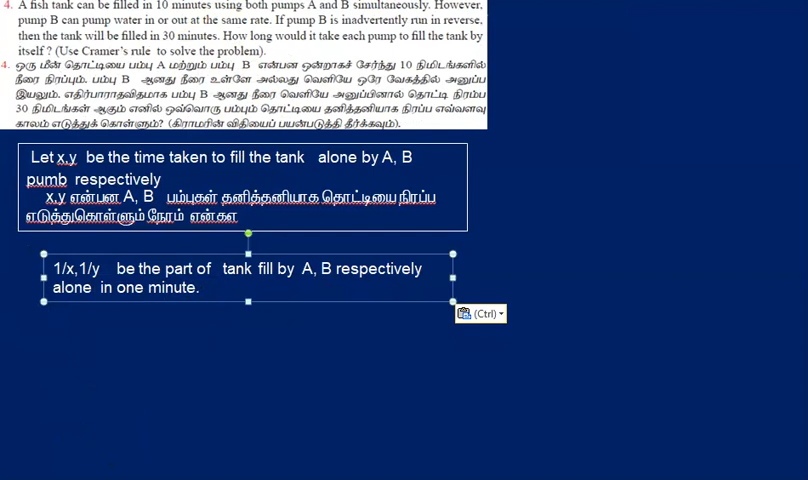 4. A fish tank can be filled in 10 minutes using both pumps A and B simultaneously. However,
pump B can pump water in or out at the same rate. If pump B is inadvertently run in reverse,
then the tank will be filled in 30 minutes. How long would it take each pump to fill the tank by
itself ? (Use Cramer's rule to solve the problem).
4. ஒரு மீன் தொட்டியை பம்பு A மற்றும் பம்பு B என்பன ஒன்றாகச் சேர்ந்து 10 நிமிடங்களில்
நீரை நிரப்பும். பம்பு B ஆனது நீரை உள்ளே அல்லது வெளியே ஒரே வேகத்தில் அனுப்ப
இயலும். எதிர்பாராதவிதமாக பம்பு B ஆனது நீரை வெளியே அனுப்பினால் தொட்டி நிரம்ப
30 நிமிடங்கள் ஆகும் எனில் ஒவ்வொரு பம்பும் தொட்டியை தனித்தனியாக நிரப்ப எவ்வளவு
காலம் எடுத்துக் கொள்ளும்? (கிராமரின் விதியைப் பயன்படுத்தி தீர்க்கவும்).
Let x,y be the time taken to fill the tank alone by A, B
pumb respectively
x,y என்பன A, B பம்புகள் தனித்தனியாக தொட்டியை நிரப்ப
எடுத்துகொள்ளும் நேரம் என்க
1/x,1/y be the part of tank fill by A, B respectively
alone in one minute.
(Ctrl)